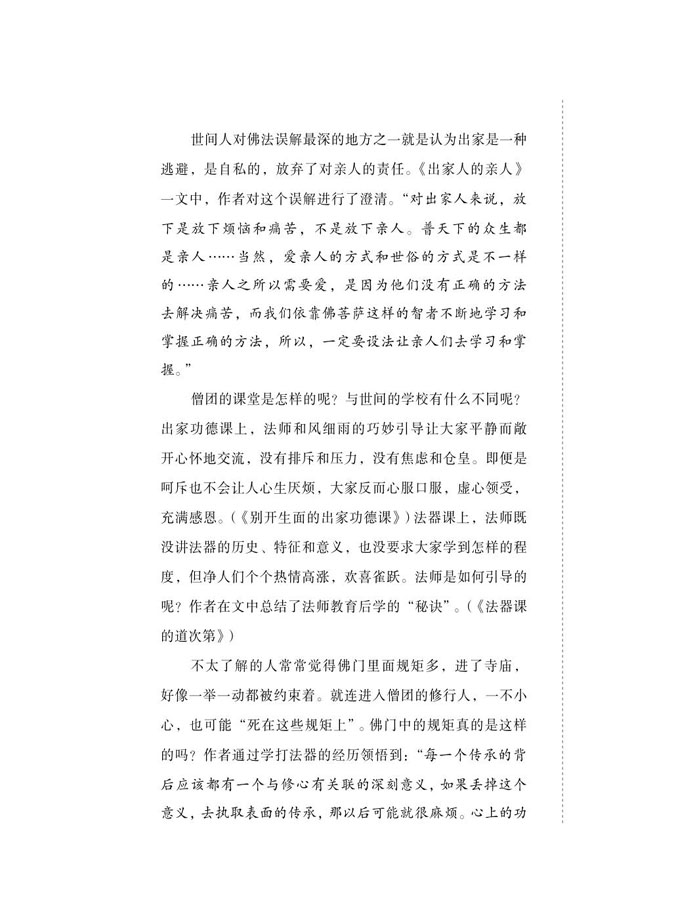 世间人对佛法误解最深的地方之一就是认为出家是一种
逃避，是自私的，放弃了对亲人的责任。《出家人的亲人》
一文中，作者对这个误解进行了澄清。“对出家人来说，放
下是放下烦恼和痛苦，不是放下亲人。普天下的众生都
是亲人……当然，爱亲人的方式和世俗的方式是不一样
的……亲人之所以需要爱，是因为他们没有正确的方法
去解决痛苦，而我们依靠佛菩萨这样的智者不断地学习和
掌握正确的方法，所以，一定要设法让亲人们去学习和掌
握。”
僧团的课堂是怎样的呢？与世间的学校有什么不同呢？
出家功德课上，法师和风细雨的巧妙引导让大家平静而敞
开心怀地交流，没有排斥和压力，没有焦虑和仓皇。即便是
呵斥也不会让人心生厌烦，大家反而心服口服，虚心领受，
充满感恩。（《别开生面的出家功德课》）法器课上，法师既
没讲法器的历史、特征和意义，也没要求大家学到怎样的程
度，但净人们个个热情高涨，欢喜雀跃。法师是如何引导的
呢？作者在文中总结了法师教育后学的“秘诀”。（《法器课
的道次第》）
不太了解的人常常觉得佛门里面规矩多，进了寺庙，
好像一举一动都被约束着。就连进入僧团的修行人，一不小
心，也可能“死在这些规矩上”。佛门中的规矩真的是这样
的吗？作者通过学打法器的经历领悟到：“每一个传承的背
后应该都有一个与修心有关联的深刻意义，如果丢掉这个
意义，去执取表面的传承，那以后可能就很麻烦。心上的功